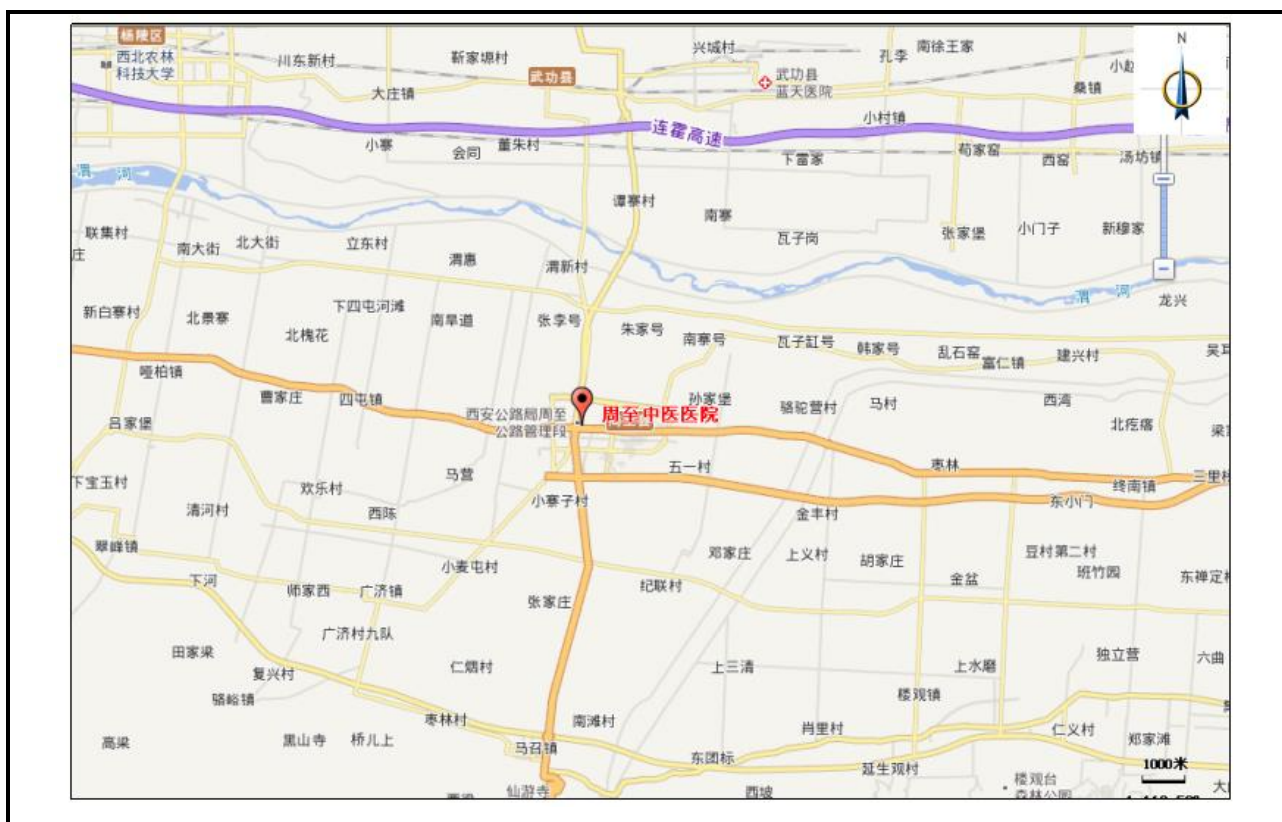 杨陵区
西北农林
科技大学
川东新村
靳家塬村
兴城村
孔李
南徐王家
N
武功县
武功县
蓝天医院
小赵
桑镇
大庄镇
小村镇
连霍高速
小寨
会同
董朱村
下雷家
荀家窑
西窑
汤坊镇
渭河
谭寨村
南寨
联集村
南大街
北大街
立东村
瓦子岗
张家堡
小门子
新穆家
庄
渭惠
渭新村
渭河
龙兴
新白寨村
北景寨
下四屯河滩
北槐花
南旱道
张李号
朱家号
南寨号
瓦子缸号
韩家号
乱石窑
富仁镇
建兴村
哑柏镇
曹家庄
四屯镇
西安公路局周至
公路管理段
周至中医医院
孙家堡
骆驼营村
马村
西湾
北疙瘩
吕家堡
马营
五一村
枣林
终南镇
三里村
下宝玉村
欢乐村
清河村
西陈
小寨子村
金丰村
东小门
翠峰镇
小麦屯村
邓家庄
上义村
胡家庄
豆村第二村
班竹园
下河
师家西
广济镇
张家庄
纪联村
金盆
东禅定村
广济村九队
田家梁
复兴村
仁烟村
上三清
上水磨
独立营
六曲
骆峪镇
楼观镇
枣林村
南滩村
肖里村
仁义村
高梁
黑山寺
桥儿上
马召镇
东团标
延生观村
郑家滩
1000米
仙游寺
西坡
楼观台
森林公园